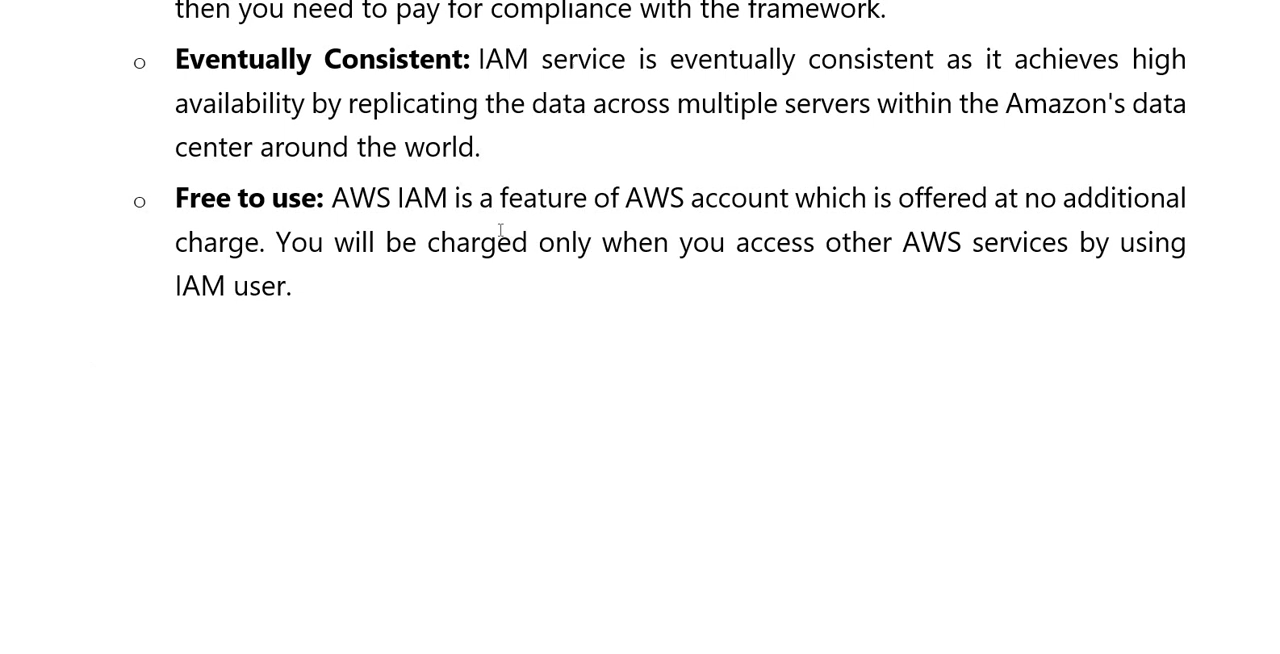 then you need to pay for compliance with the framework.
o Eventually Consistent: IAM service is eventually consistent as it achieves high
availability by replicating the data across multiple servers within the Amazon's data
center around the world.
o Free to use: AWS IAM is a feature of AWS account which is offered at no additional
charge. You will be charged only when you access other AWS services by using
IAM user.